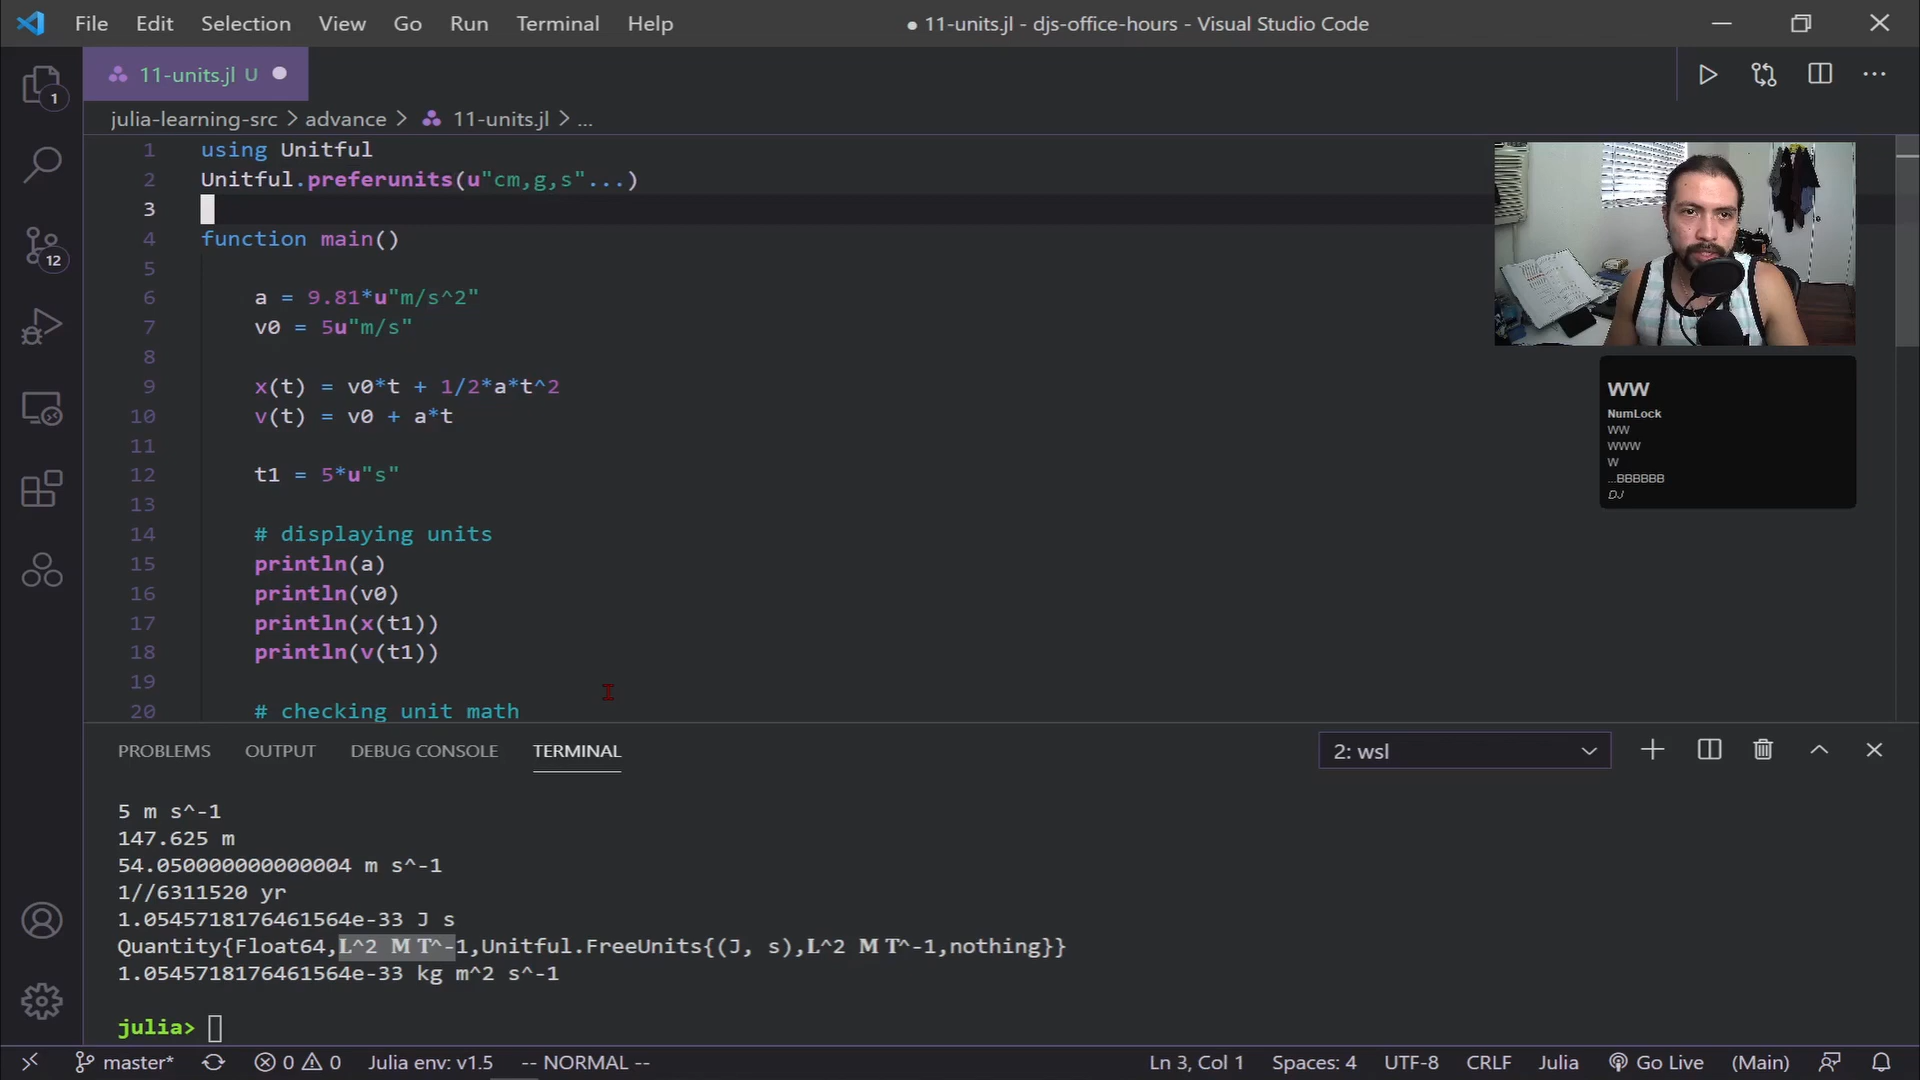 File Edit Selection View Go Run Terminal Help
● 11-units.jl - djs-office-hours - Visual Studio Code
11-units.jl U
julia-learning-src > advance > 11-units.jl > ...
1 using Unitful
2 Unitful.preferunits(u"cm,g,s"...)
3
4 function main()
5
6 a = 9.81*u"m/s^2"
7 v0 = 5u"m/s"
8
9 x(t) = v0*t + 1/2*a*t^2
10 v(t) = v0 + a*t
11
12 t1 = 5*u"s"
13
14 # displaying units
15 println(a)
16 println(v0)
17 println(x(t1))
18 println(v(t1))
19
20 # checking unit math
WW
NumLock
WW
WWW
W
...BBBBBB
DJ
1
12
PROBLEMS OUTPUT DEBUG CONSOLE TERMINAL 2: wsl
5 m s^-1
147.625 m
54.050000000000004 m s^-1
1//6311520 yr
1.0545718176461564e-33 J s
Quantity{Float64,L^2 M T^-1,Unitful.FreeUnits{(J, s),L^2 M T^-1,nothing}}
1.0545718176461564e-33 kg m^2 s^-1
julia>
master* 0 0 Julia env: v1.5 -- NORMAL -- Ln 3, Col 1 Spaces: 4 UTF-8 CRLF Julia Go Live (Main)